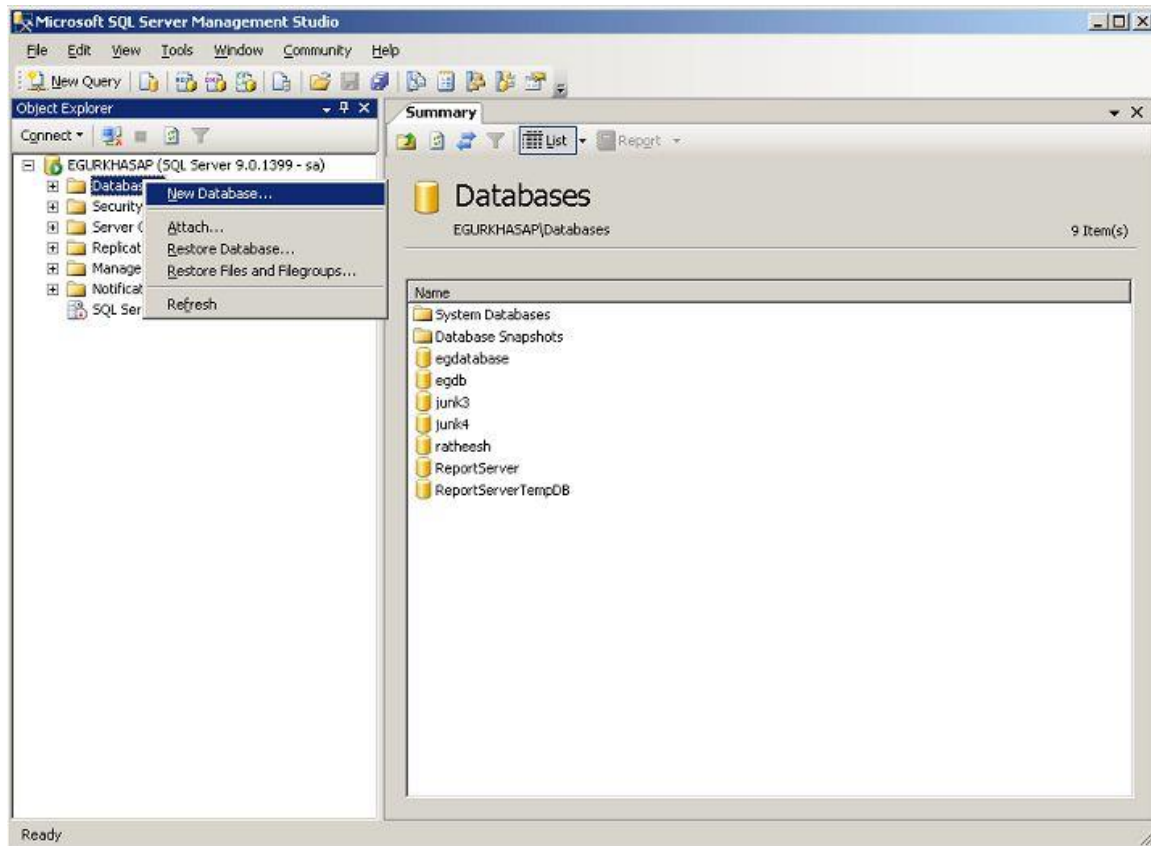 Microsoft SQL Server Management Studio
File Edit View Tools Window Community Help
New Query
Object Explorer
Connect
EGURKHASAP (SQL Server 9.0.1399 - sa)
Databas
Security
Server
Replicat
Manage
Notificat
SQL Ser
New Database...
Attach...
Restore Database...
Restore Files and Filegroups...
Refresh
Summary
List Report
Databases
EGURKHASAP\Databases 9 Item(s)
Name
System Databases
Database Snapshots
egdatabase
egdb
junk3
junk4
ratheesh
ReportServer
ReportServerTempDB
Ready